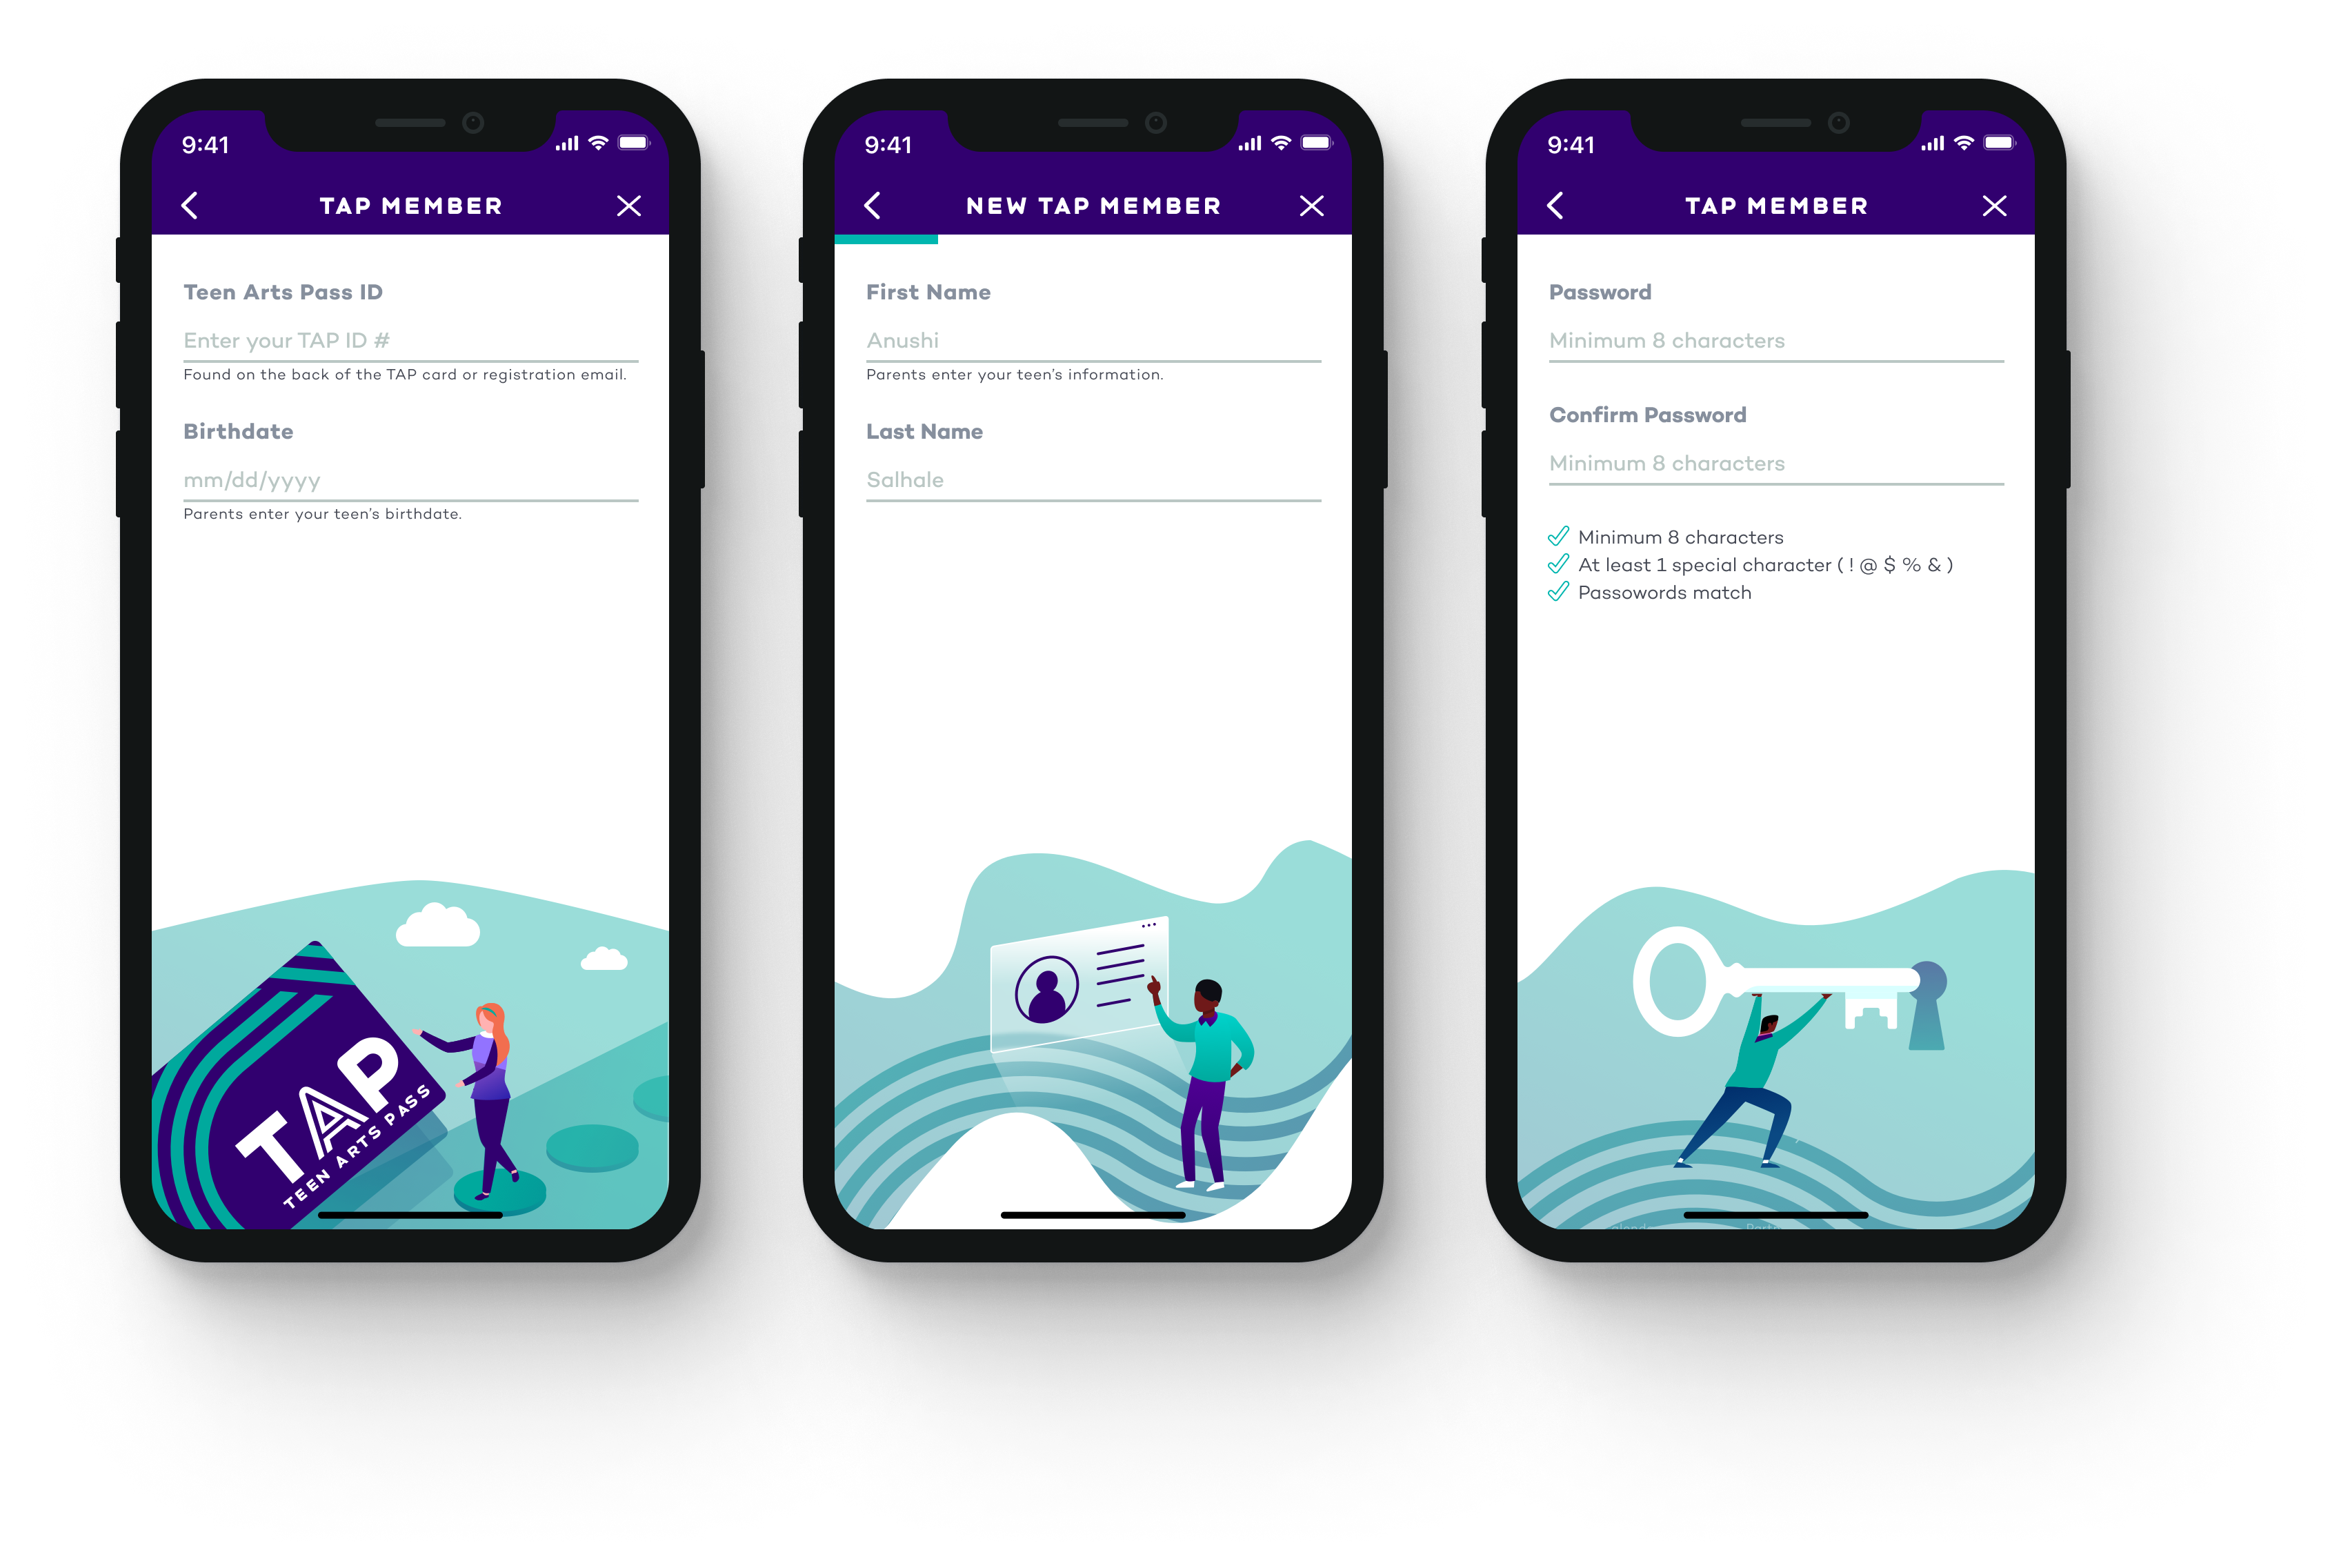 9:41
TAP MEMBER
Teen Arts Pass ID
Enter your TAP ID #
Found on the back of the TAP card or registration email.
Birthdate
mm/dd/yyyy
Parents enter your teen's birthdate.
TAP
TEEN ARTS PASS
9:41
NEW TAP MEMBER
First Name
Anushi
Parents enter your teen's information.
Last Name
Salhale
9:41
TAP MEMBER
Password
Minimum 8 characters
Confirm Password
Minimum 8 characters
Minimum 8 characters
At least 1 special character ( ! @ $ % & )
Passowords match